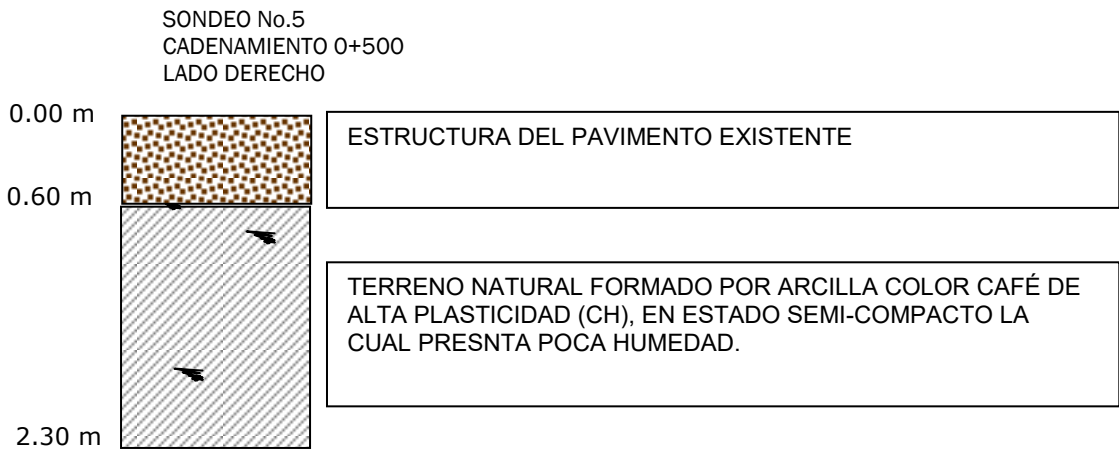 SONDEO No.5
CADENAMIENTO 0+500
LADO DERECHO
0.00 m
ESTRUCTURA DEL PAVIMENTO EXISTENTE
0.60 m
TERRENO NATURAL FORMADO POR ARCILLA COLOR CAFÉ DE
ALTA PLASTICIDAD (CH), EN ESTADO SEMI-COMPACTO LA
CUAL PRESNTA POCA HUMEDAD.
2.30 m